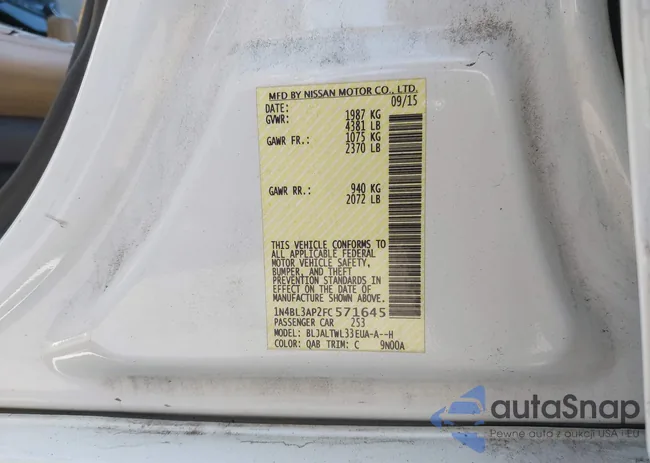 MFD BY NISSAN MOTOR CO., LTD.
DATE: 09/15
GVWR: 1987 KG
4381 LB
GAWR FR.: 1075 KG
2370 LB
GAWR RR.: 940 KG
2072 LB
THIS VEHICLE CONFORMS TO
ALL APPLICABLE FEDERAL
MOTOR VEHICLE SAFETY,
BUMPER, AND THEFT
PREVENTION STANDARDS IN
EFFECT ON THE DATE OF
MANUFACTURE SHOWN ABOVE.
1N4BL3AP2FC571645
PASSENGER CAR 253
MODEL: BLJALTWL33EUA-A--H
COLOR: QAB TRIM: C 9N00A
autaSnap
Pewne auta z aukcji USA i EU